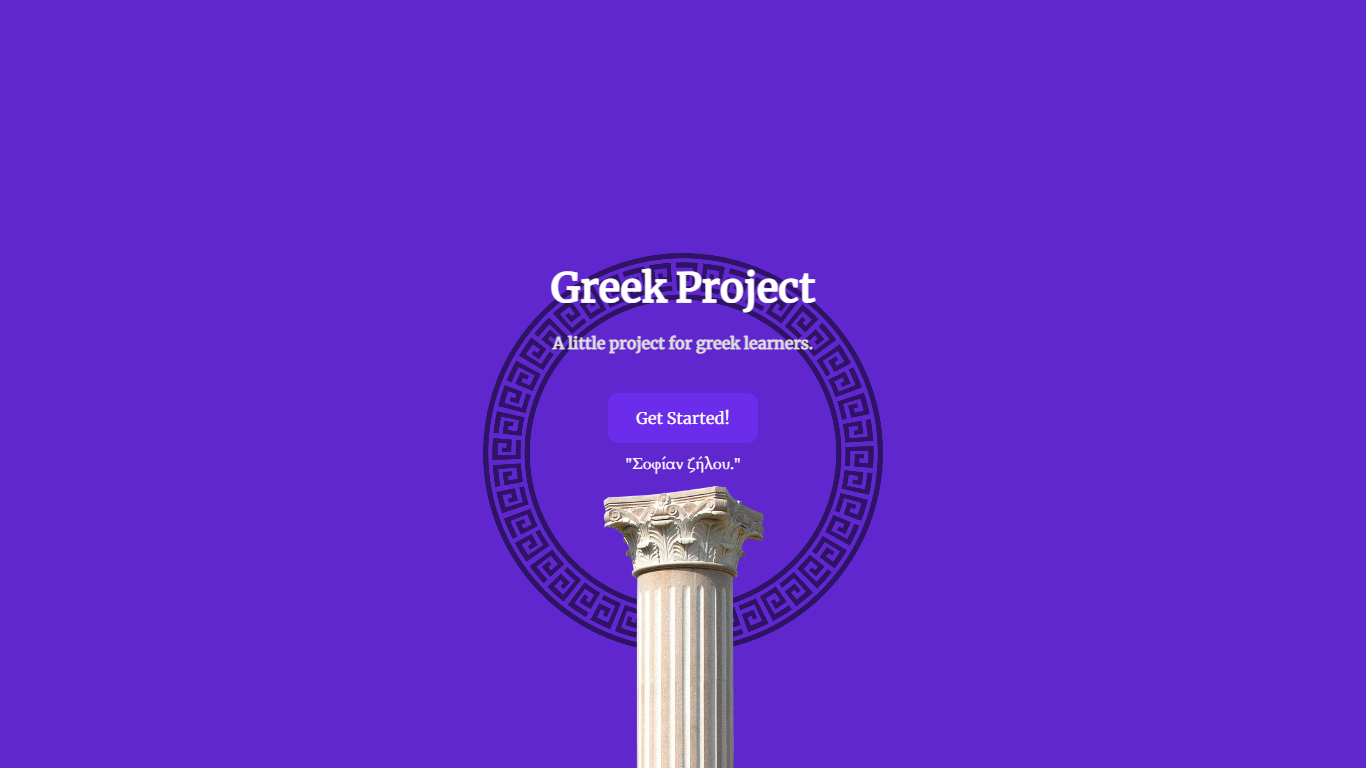 Greek Project
A little project for greek learners.
Get Started!
"Σοφίαν ζήλου."